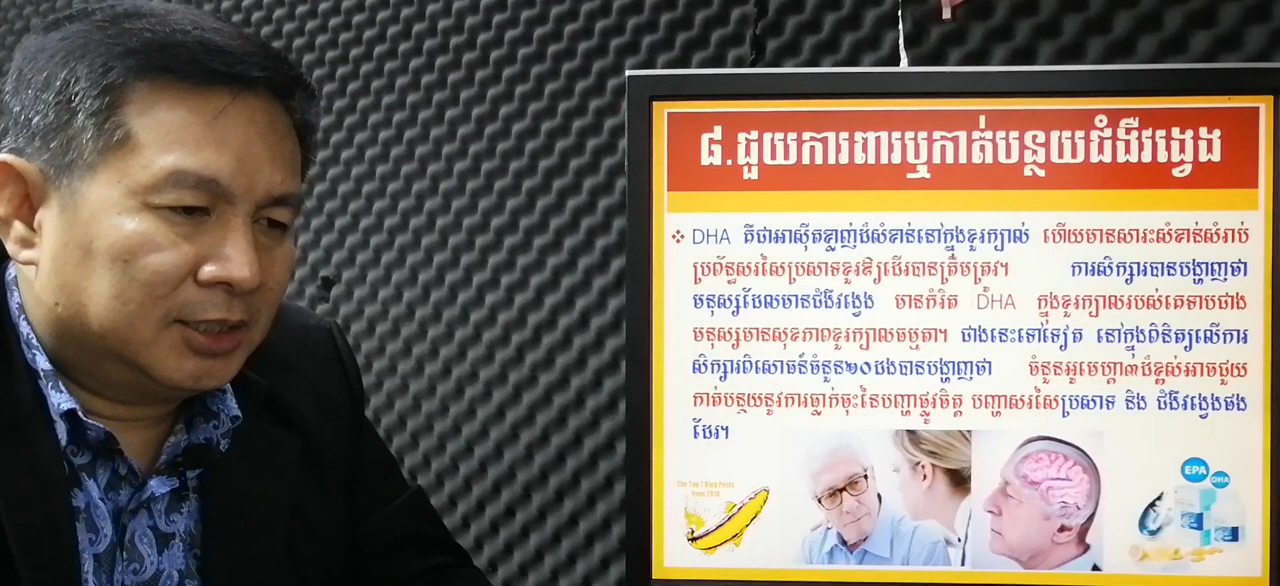 ៨.ជួយការពារឬកាត់បន្ថយជំងឺវង្វេង
DHA គឺជាអាស៊ីតខ្លាញ់ដ៏សំខាន់នៅក្នុងខួរក្បាល ហើយមានសារះសំខាន់សំរាប់
ប្រព័ន្ធសរសៃប្រសាទខួរឱ្យដើរបានត្រឹមត្រូវ។ ការសិក្សារបានបង្ហាញថា
មនុស្សដែលមានជំងឺវង្វេង មានកំរិត DHA ក្នុងខួរក្បាលរបស់គេទាបជាង
មនុស្សមានសុខភាពខួរក្បាលធម្មតា។ ជាងនេះទៅទៀត នៅក្នុងពិនិត្យលើការ
សិក្សារពិសោធន៍ចំនួន២០ដងបានបង្ហាញថា ចំនួនអូមេហ្គា៣ដ៏ខ្ពស់អាចជួយ
កាត់បន្ថយនូវការធ្លាក់ចុះនៃបញ្ហាផ្លូវចិត្ត បញ្ហាសរសៃប្រសាទ និង ជំងឺវង្វេងផង
ដែរ។
The Top 7 Blog Posts
from 2018
EPA
DHA